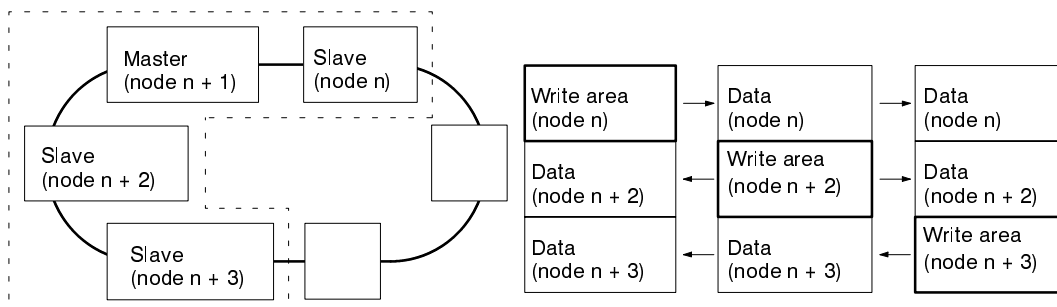 Master
(node n + 1)
Slave
(node n)
Slave
(node n + 2)
Slave
(node n + 3)
Write area
(node n)
Data
(node n)
Data
(node n)
Data
(node n + 2)
Write area
(node n + 2)
Data
(node n + 2)
Data
(node n + 3)
Data
(node n + 3)
Write area
(node n + 3)